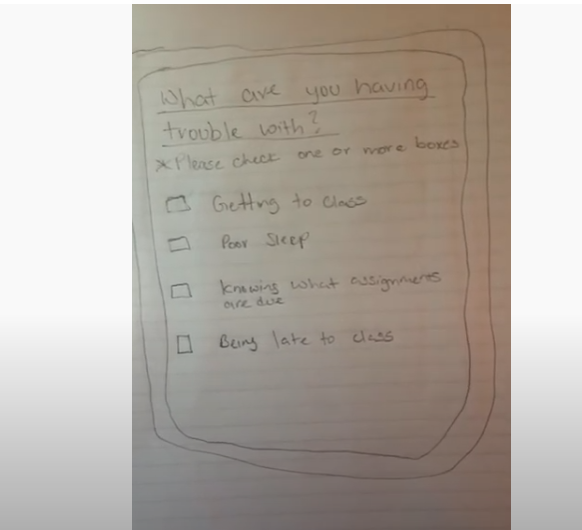 What are you having
trouble with?
*Please check one or more boxes
Getting to class
Poor Sleep
Knowing what assignments
are due
Being late to class